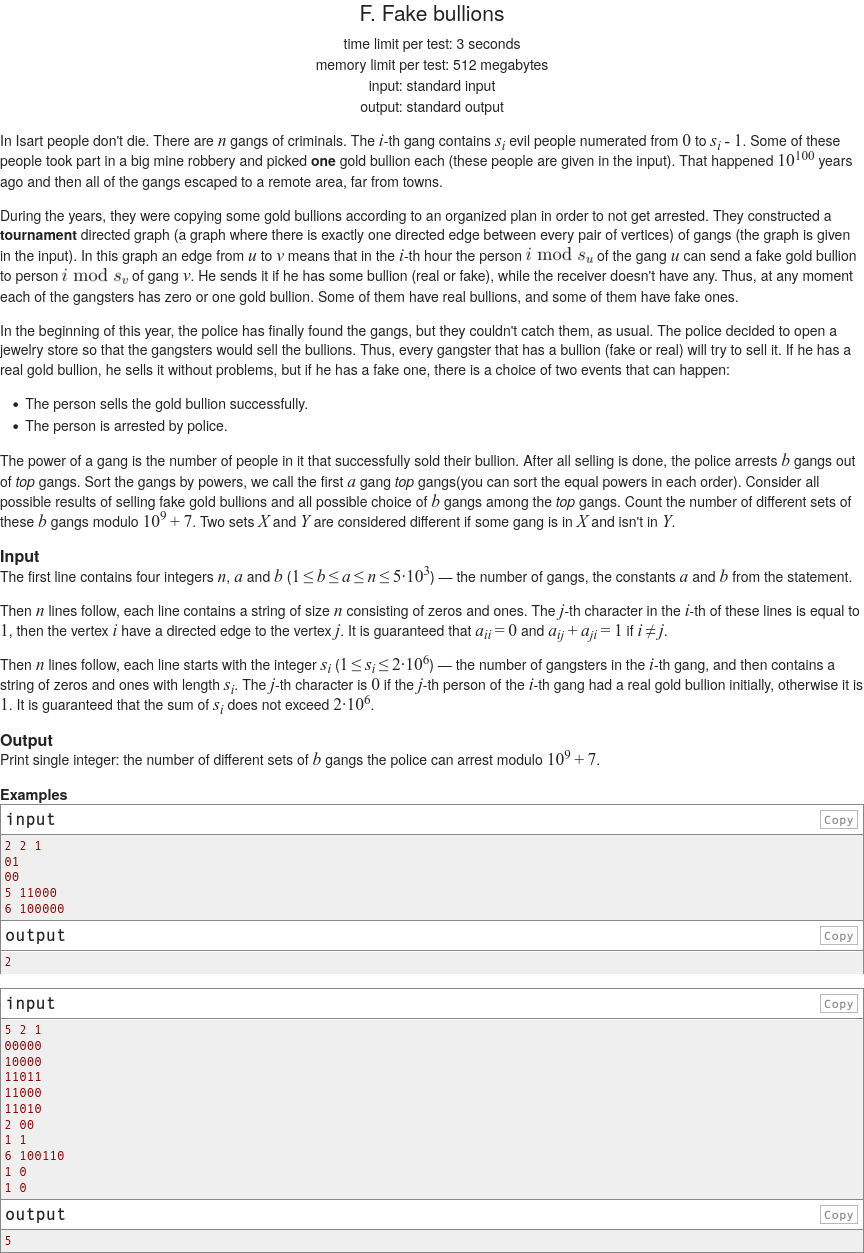 F. Fake bullions
time limit per test: 3 seconds
memory limit per test: 512 megabytes
input: standard input
output: standard output
In Isart people don't die. There are n gangs of criminals. The i-th gang contains s_i evil people numerated from 0 to s_i - 1. Some of these
people took part in a big mine robbery and picked one gold bullion each (these people are given in the input). That happened 10^100 years
ago and then all of the gangs escaped to a remote area, far from towns.
During the years, they were copying some gold bullions according to an organized plan in order to not get arrested. They constructed a
tournament directed graph (a graph where there is exactly one directed edge between every pair of vertices) of gangs (the graph is given
in the input). In this graph an edge from u to v means that in the i-th hour the person i mod s_u of the gang u can send a fake gold bullion
to person i mod s_v of gang v. He sends it if he has some bullion (real or fake), while the receiver doesn't have any. Thus, at any moment
each of the gangsters has zero or one gold bullion. Some of them have real bullions, and some of them have fake ones.
In the beginning of this year, the police has finally found the gangs, but they couldn't catch them, as usual. The police decided to open a
jewelry store so that the gangsters would sell the bullions. Thus, every gangster that has a bullion (fake or real) will try to sell it. If he has a
real gold bullion, he sells it without problems, but if he has a fake one, there is a choice of two events that can happen:
• The person sells the gold bullion successfully.
• The person is arrested by police.
The power of a gang is the number of people in it that successfully sold their bullion. After all selling is done, the police arrests b gangs out
of top gangs. Sort the gangs by powers, we call the first a gang top gangs(you can sort the equal powers in each order). Consider all
possible results of selling fake gold bullions and all possible choice of b gangs among the top gangs. Count the number of different sets of
these b gangs modulo 10^9 + 7. Two sets X and Y are considered different if some gang is in X and isn't in Y.
Input
The first line contains four integers n, a and b (1 ≤ b ≤ a ≤ n ≤ 5·10^3) — the number of gangs, the constants a and b from the statement.
Then n lines follow, each line contains a string of size n consisting of zeros and ones. The j-th character in the i-th of these lines is equal to
1, then the vertex i have a directed edge to the vertex j. It is guaranteed that a_ii = 0 and a_ij + a_ji = 1 if i ≠ j.
Then n lines follow, each line starts with the integer s_i (1 ≤ s_i ≤ 2·10^6) — the number of gangsters in the i-th gang, and then contains a
string of zeros and ones with length s_i. The j-th character is 0 if the j-th person of the i-th gang had a real gold bullion initially, otherwise it is
1. It is guaranteed that the sum of s_i does not exceed 2·10^6.
Output
Print single integer: the number of different sets of b gangs the police can arrest modulo 10^9 + 7.
Examples
input
Copy
2 2 1
01
00
5 11000
6 100000
output
Copy
2
input
Copy
5 2 1
00000
10000
11011
11000
11010
2 00
1 1
6 100110
1 0
1 0
output
Copy
5